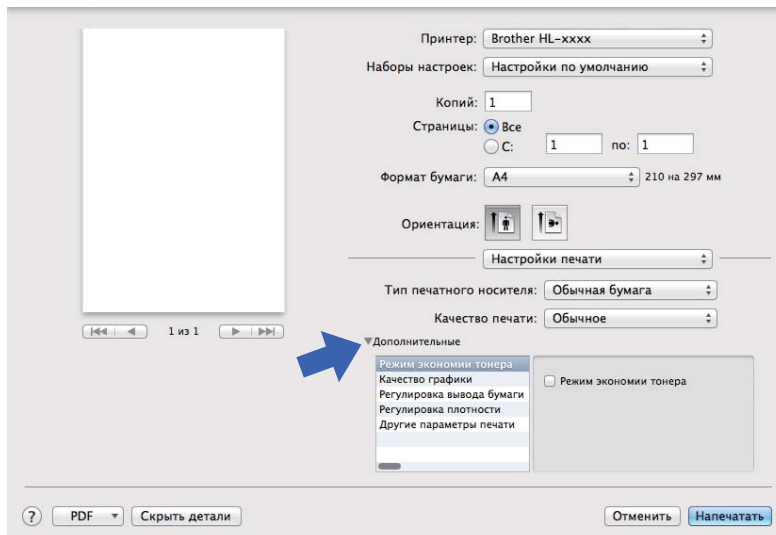 Принтер: Brother HL-xxxx
Наборы настроек: Настройки по умолчанию
Копий: 1
Страницы: Все
С: 1 по: 1
Формат бумаги: A4 210 на 297 мм
Ориентация:
Настройки печати
Тип печатного носителя: Обычная бумага
Качество печати: Обычное
1 из 1
Дополнительные
Режим экономии тонера
Качество графики
Регулировка вывода бумаги
Регулировка плотности
Другие параметры печати
Режим экономии тонера
? PDF Скрыть детали Отменить Напечатать